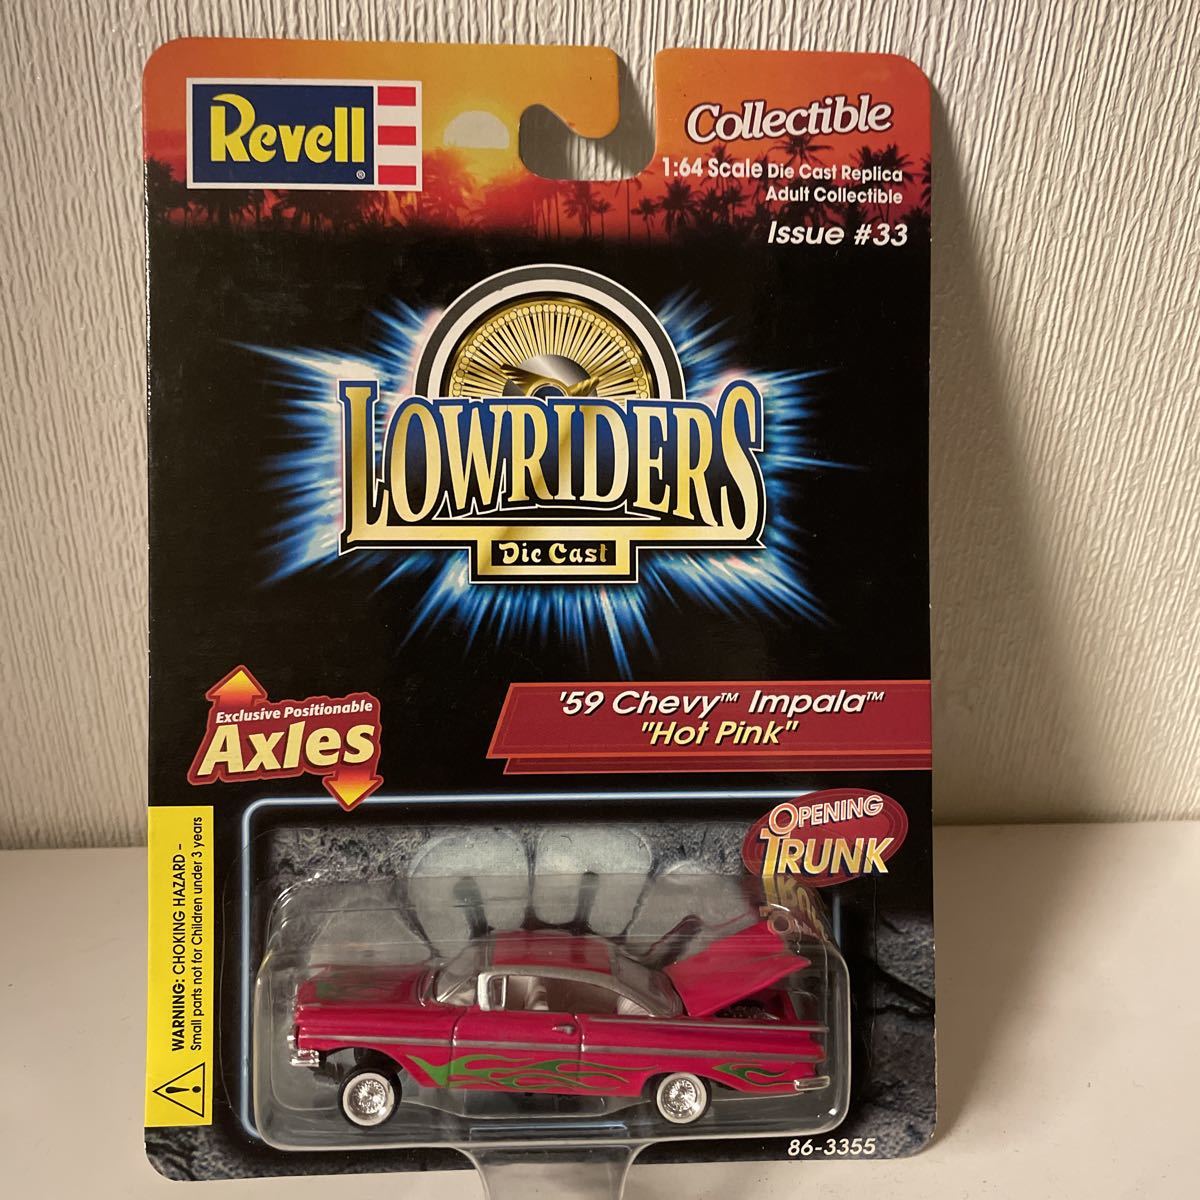 Revell
®
Collectible
1:64 Scale Die Cast Replica
Adult Collectible
Issue #33
LOWRIDERS
Die Cast
'59 Chevy™ Impala™
"Hot Pink"
Exclusive Positionable
Axles
OPENING
TRUNK
WARNING: CHOKING HAZARD –
Small parts not for Children under 3 years
86-3355